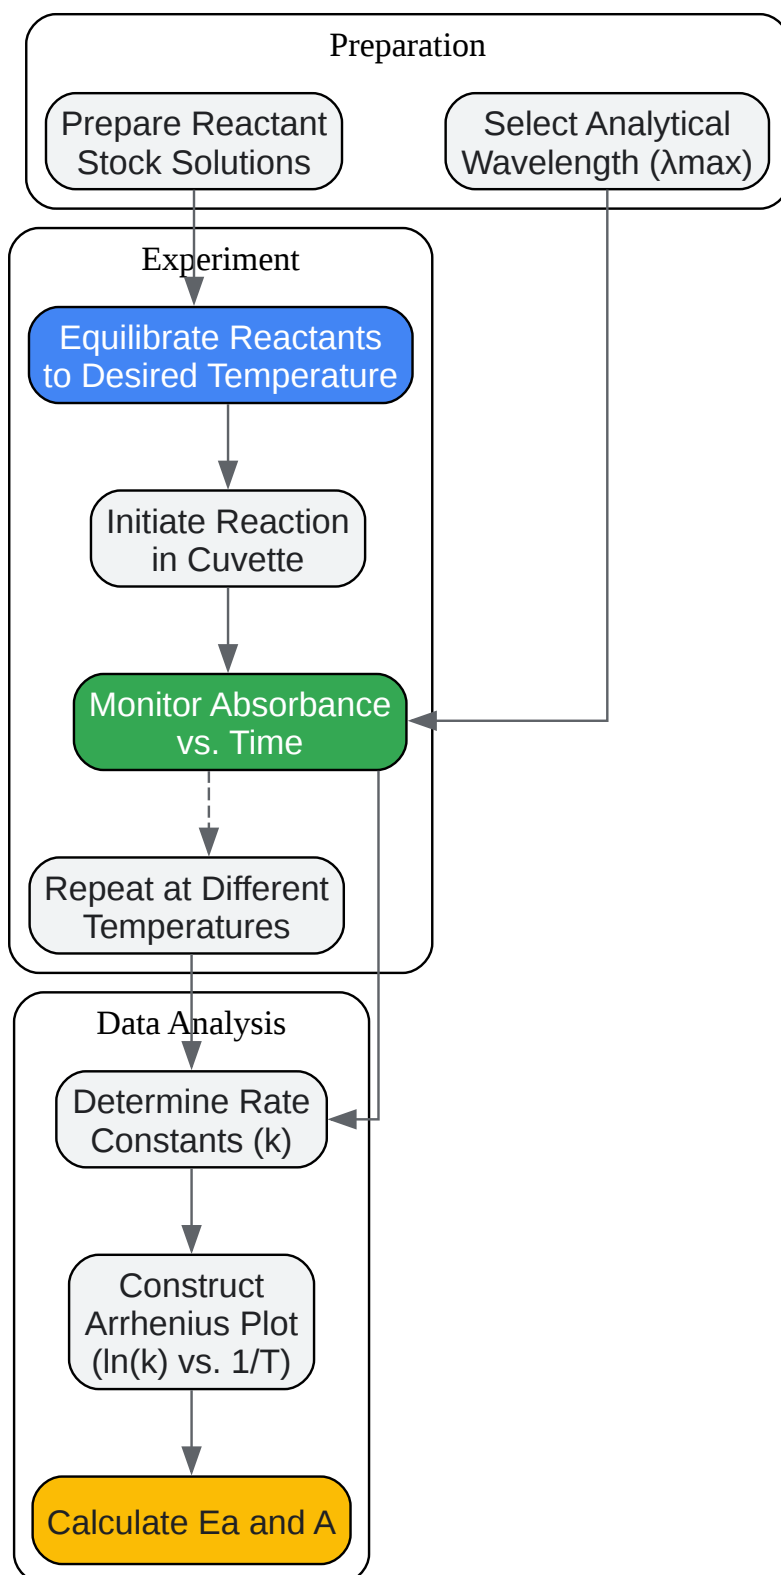 Preparation
Prepare Reactant
Stock Solutions
Select Analytical
Wavelength (λmax)
Experiment
Equilibrate Reactants
to Desired Temperature
Initiate Reaction
in Cuvette
Monitor Absorbance
vs. Time
Repeat at Different
Temperatures
Data Analysis
Determine Rate
Constants (k)
Construct
Arrhenius Plot
(ln(k) vs. 1/T)
Calculate Ea and A